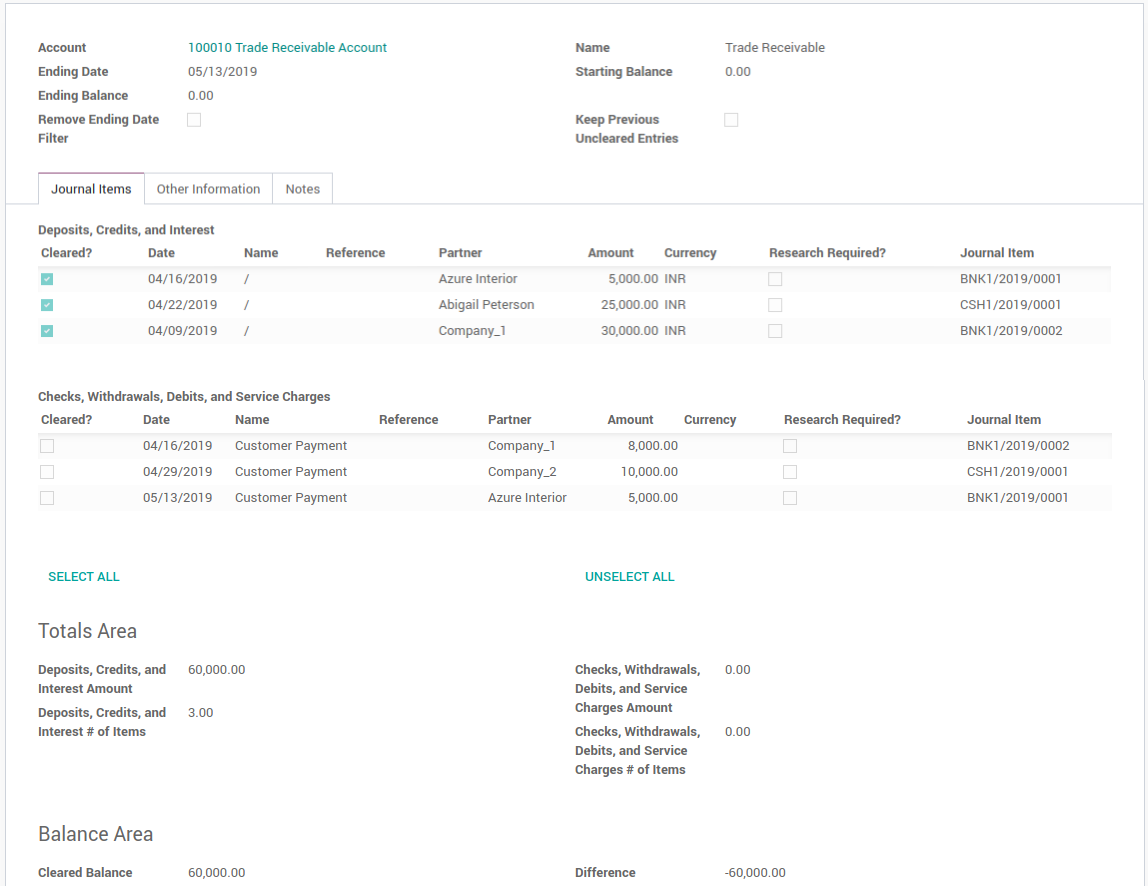 Account 100010 Trade Receivable Account Name Trade Receivable
Ending Date 05/13/2019 Starting Balance 0.00
Ending Balance 0.00
Remove Ending Date Keep Previous
Filter Uncleared Entries
Journal Items Other Information Notes
Deposits, Credits, and Interest
Cleared? Date Name Reference Partner Amount Currency Research Required? Journal Item
04/16/2019 / Azure Interior 5,000.00 INR BNK1/2019/0001
04/22/2019 / Abigail Peterson 25,000.00 INR CSH1/2019/0001
04/09/2019 / Company_1 30,000.00 INR BNK1/2019/0002
Checks, Withdrawals, Debits, and Service Charges
Cleared? Date Name Reference Partner Amount Currency Research Required? Journal Item
04/16/2019 Customer Payment Company_1 8,000.00 BNK1/2019/0002
04/29/2019 Customer Payment Company_2 10,000.00 CSH1/2019/0001
05/13/2019 Customer Payment Azure Interior 5,000.00 BNK1/2019/0001
SELECT ALL UNSELECT ALL
Totals Area
Deposits, Credits, and 60,000.00 Checks, Withdrawals, 0.00
Interest Amount Debits, and Service
Charges Amount
Deposits, Credits, and 3.00
Interest # of Items
Checks, Withdrawals, 0.00
Debits, and Service
Charges # of Items
Balance Area
Cleared Balance 60,000.00 Difference -60,000.00